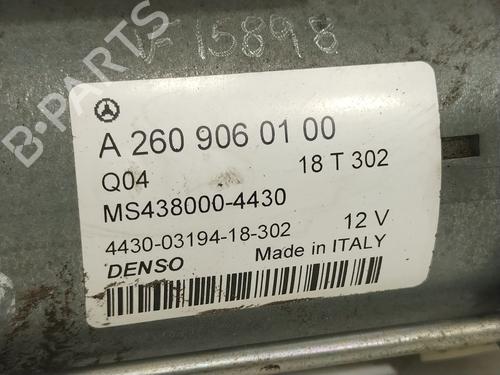 V-15898
A 260 906 01 00
Q04 18 T 302
MS438000-4430
4430-03194-18-302 12 V
DENSO Made in ITALY
B-PARTS